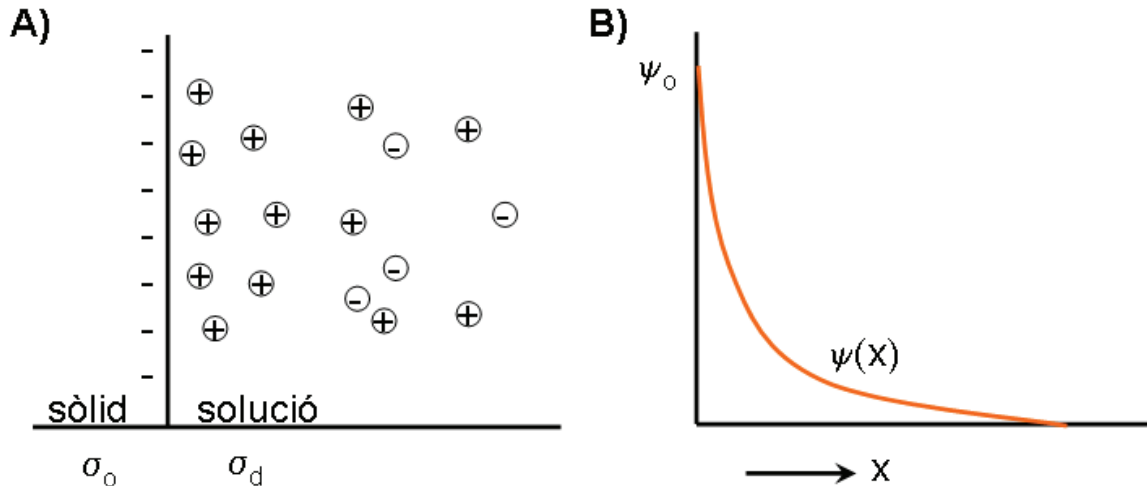 A)
sòlid
solució
σo
σd
B)
ψo
ψ(x)
x